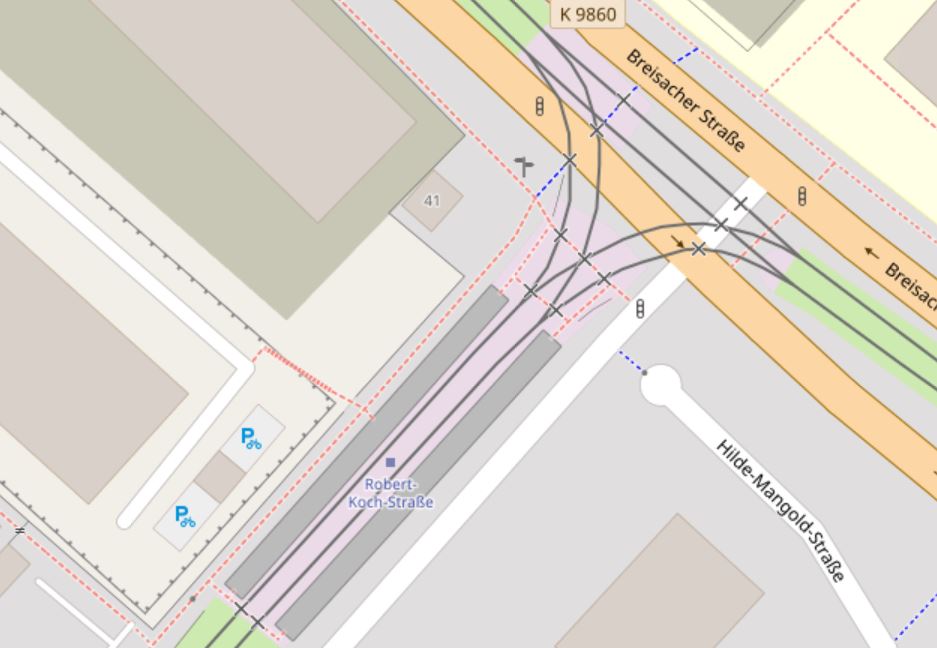 K 9860
Breisacher Straße
41
Breisac
P
P
Robert-
Koch-Straße
Hilde-Mangold-Straße